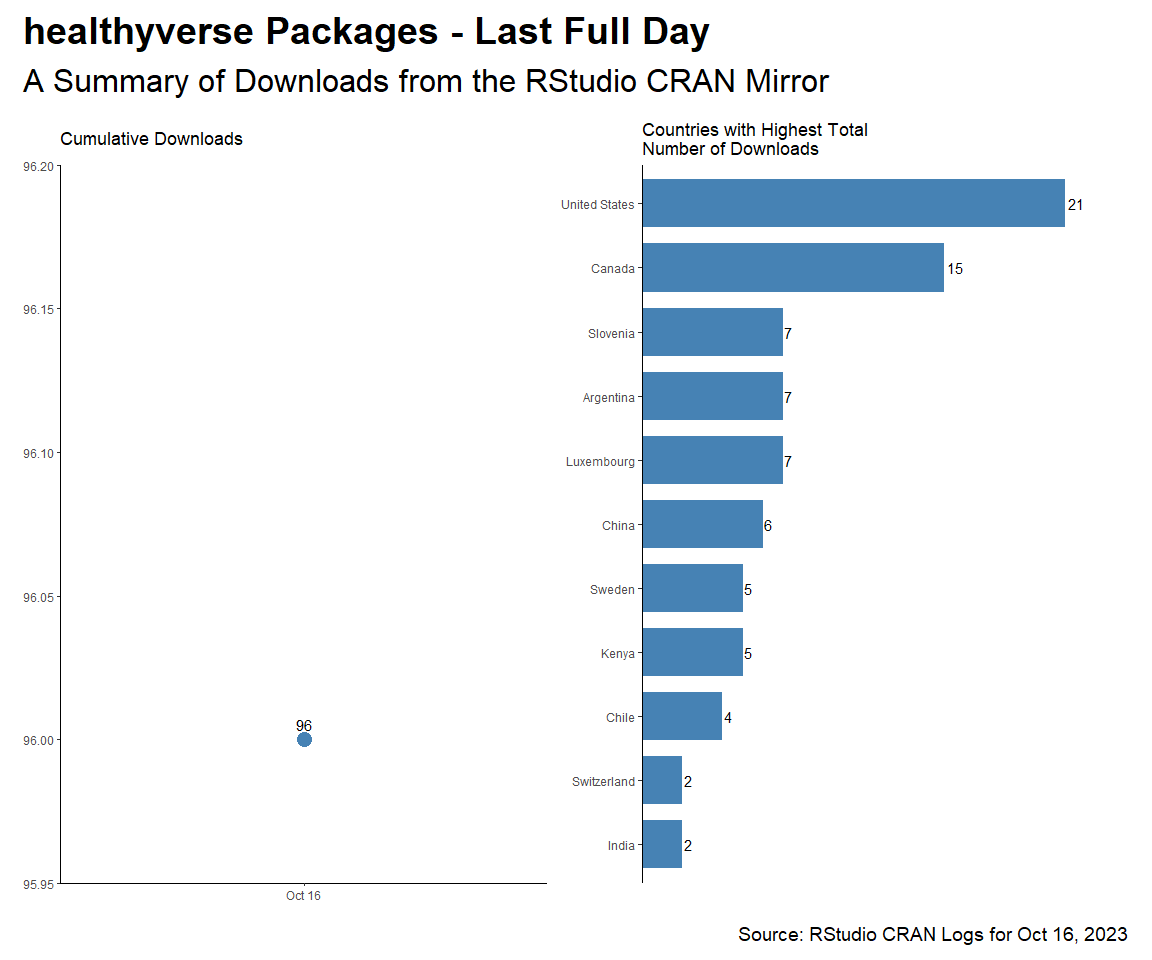 healthyverse Packages - Last Full Day
A Summary of Downloads from the RStudio CRAN Mirror
Cumulative Downloads
96.20
96.15
96.10
96.05
96.00
95.95
96
Oct 16
Countries with Highest Total
Number of Downloads
United States 21
Canada 15
Slovenia 7
Argentina 7
Luxembourg 7
China 6
Sweden 5
Kenya 5
Chile 4
Switzerland 2
India 2
Source: RStudio CRAN Logs for Oct 16, 2023